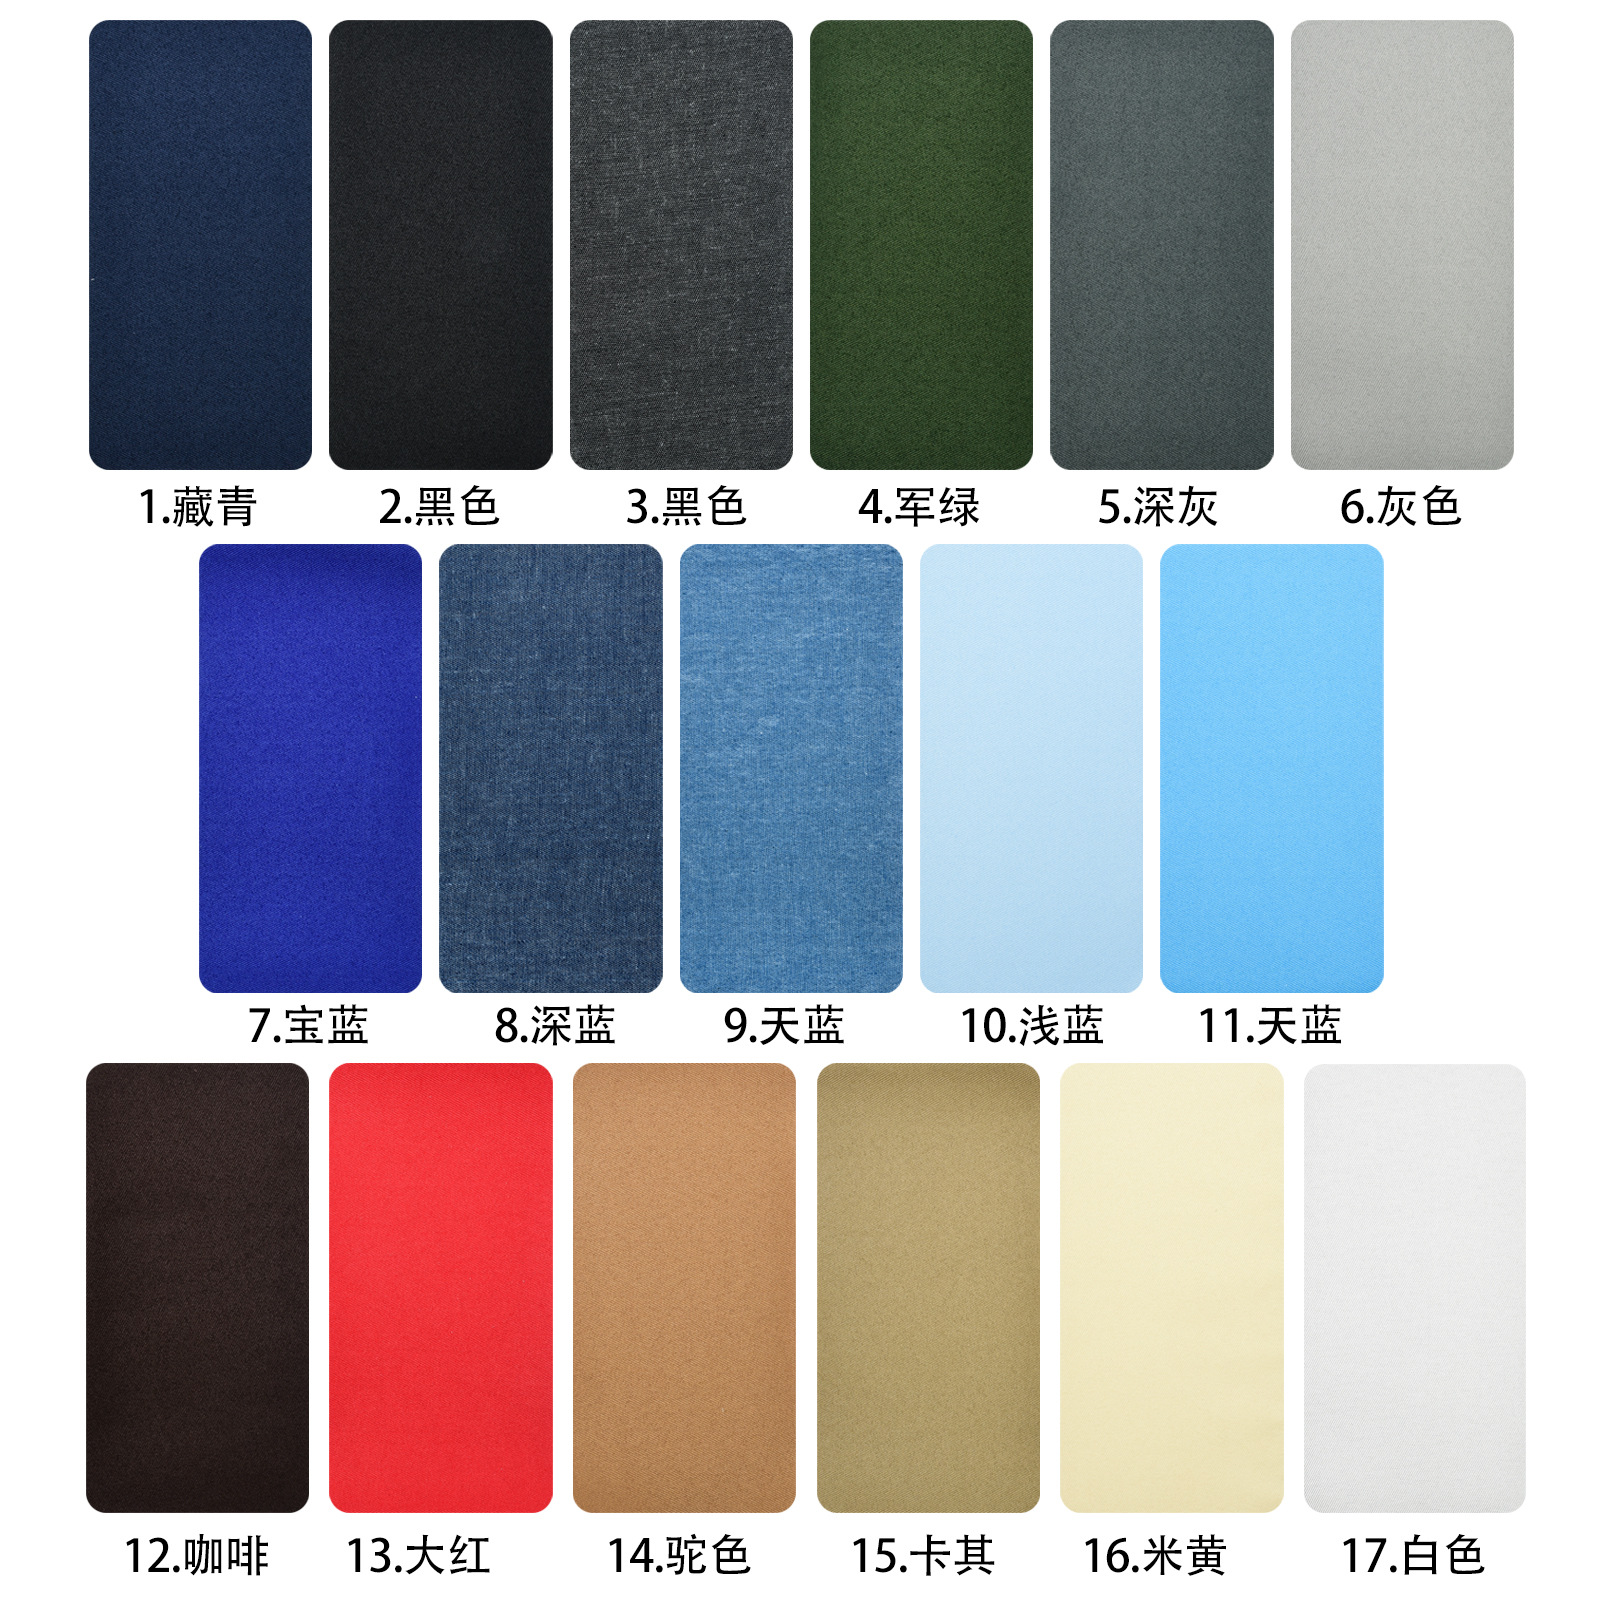 1.藏青 2.黑色 3.黑色 4.军绿 5.深灰 6.灰色
7.宝蓝 8.深蓝 9.天蓝 10.浅蓝 11.天蓝
12.咖啡 13.大红 14.驼色 15.卡其 16.米黄 17.白色